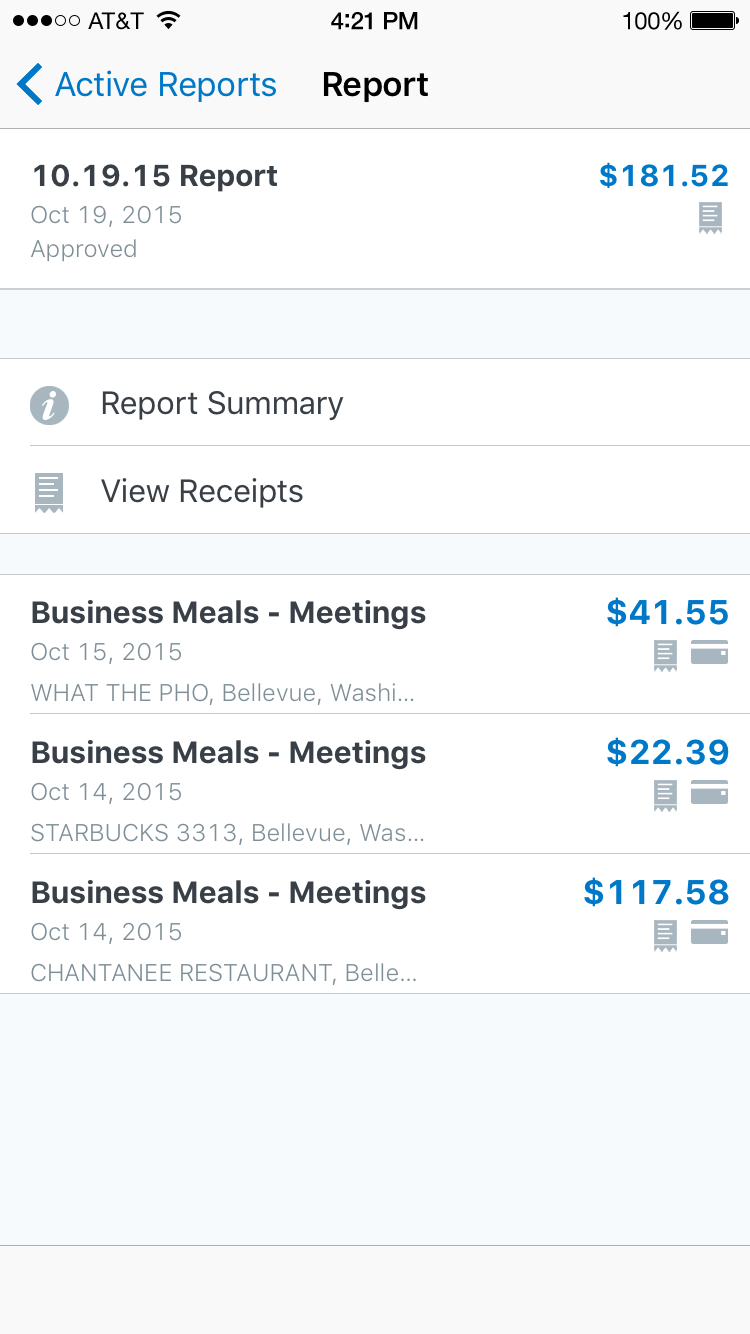 AT&T 4:21 PM 100%
Active Reports Report
10.19.15 Report $181.52
Oct 19, 2015
Approved
Report Summary
View Receipts
Business Meals - Meetings $41.55
Oct 15, 2015
WHAT THE PHO, Bellevue, Washi...
Business Meals - Meetings $22.39
Oct 14, 2015
STARBUCKS 3313, Bellevue, Was...
Business Meals - Meetings $117.58
Oct 14, 2015
CHANTANEE RESTAURANT, Belle...